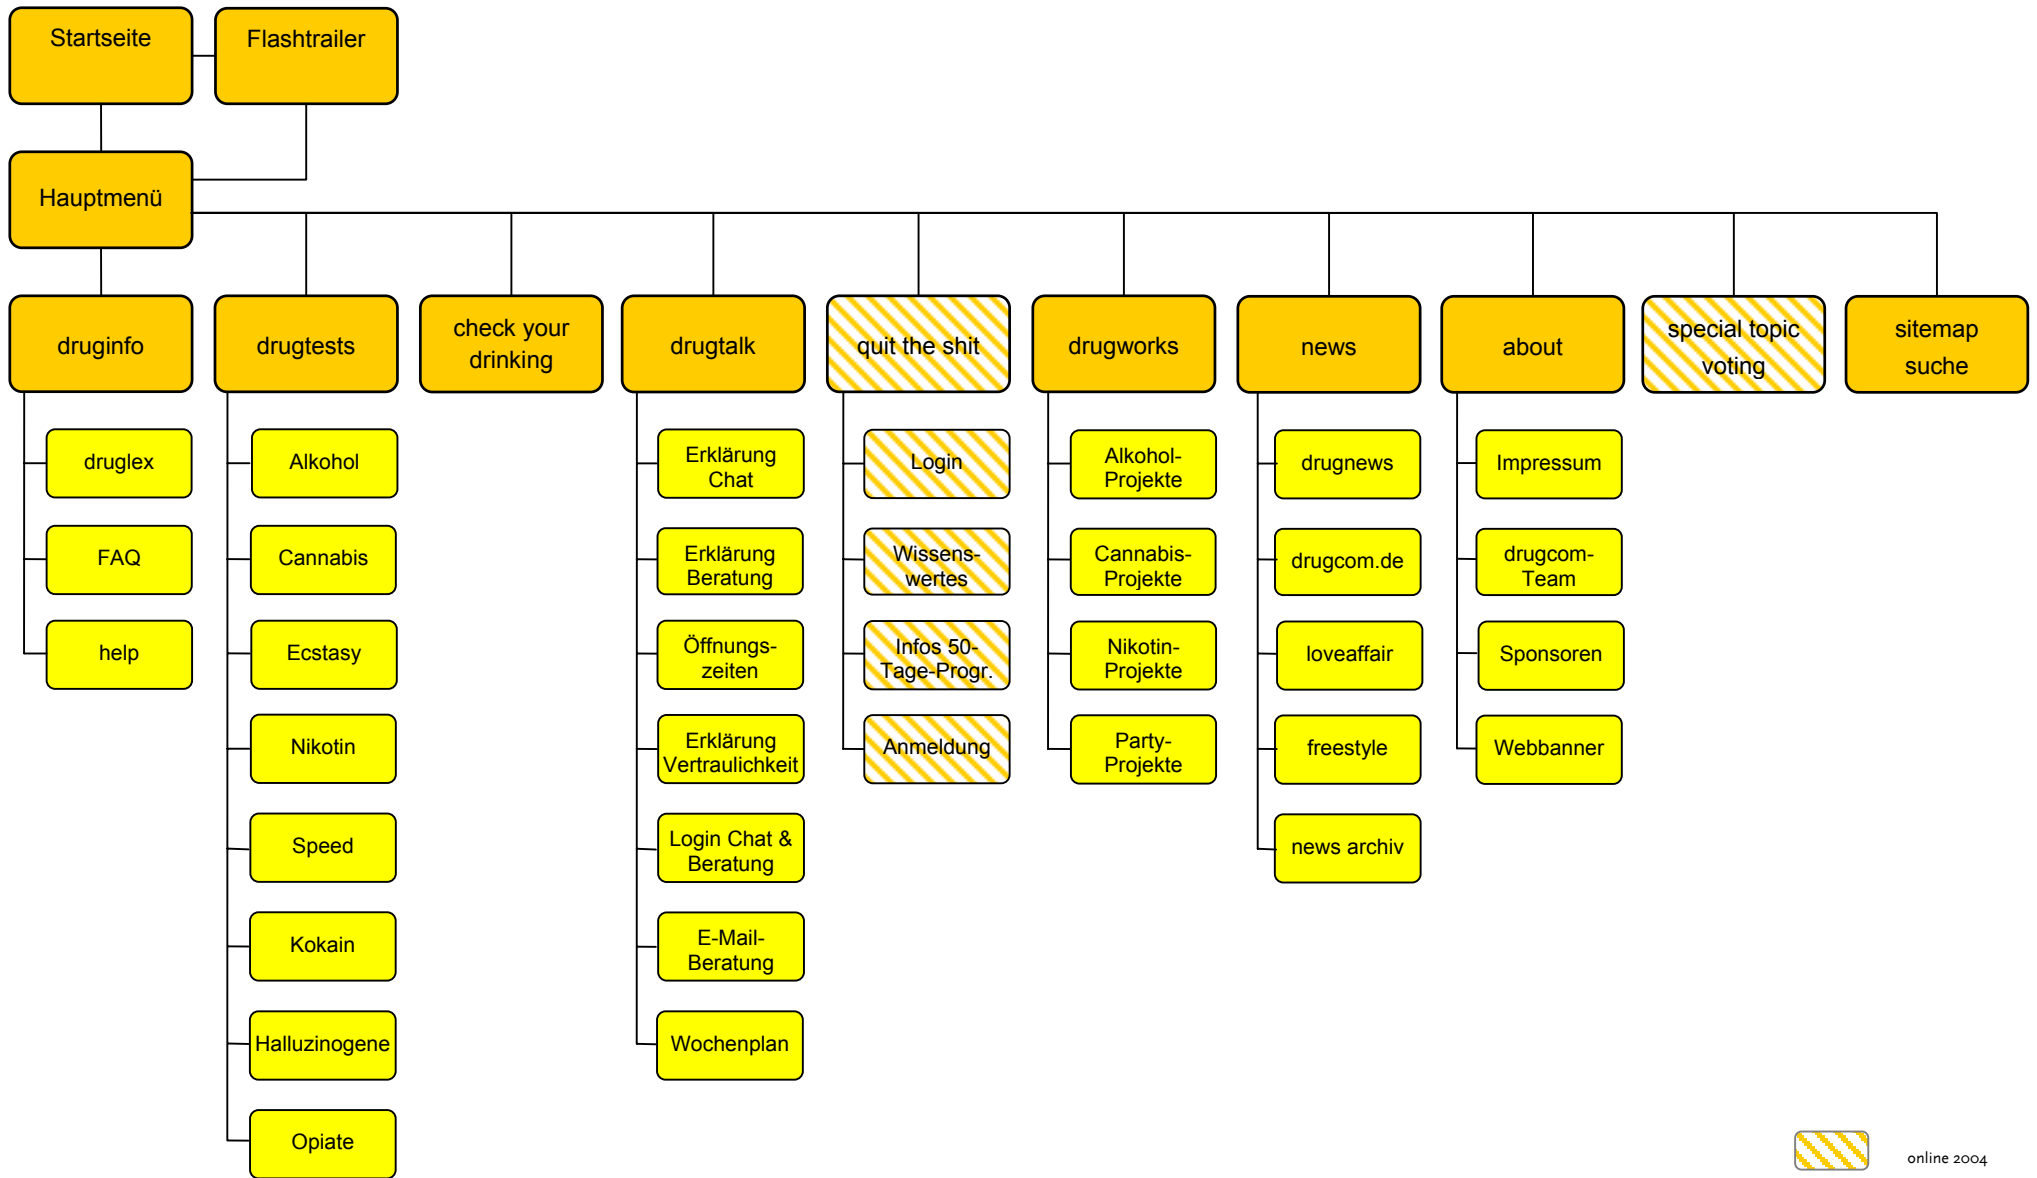 Startseite
Flashtrailer
Hauptmenü
druginfo
drugtests
check your
drinking
drugtalk
quit the shit
drugworks
news
about
special topic
voting
sitemap
suche
druglex
FAQ
help
Alkohol
Cannabis
Ecstasy
Nikotin
Speed
Kokain
Halluzinogene
Opiate
Erklärung
Chat
Erklärung
Beratung
Öffnungs-
zeiten
Erklärung
Vertraulichkeit
Login Chat &
Beratung
E-Mail-
Beratung
Wochenplan
Login
Wissens-
wertes
Infos 50-
Tage-Progr.
Anmeldung
Alkohol-
Projekte
Cannabis-
Projekte
Nikotin-
Projekte
Party-
Projekte
drugnews
drugcom.de
loveaffair
freestyle
news archiv
Impressum
drugcom-
Team
Sponsoren
Webbanner
online 2004